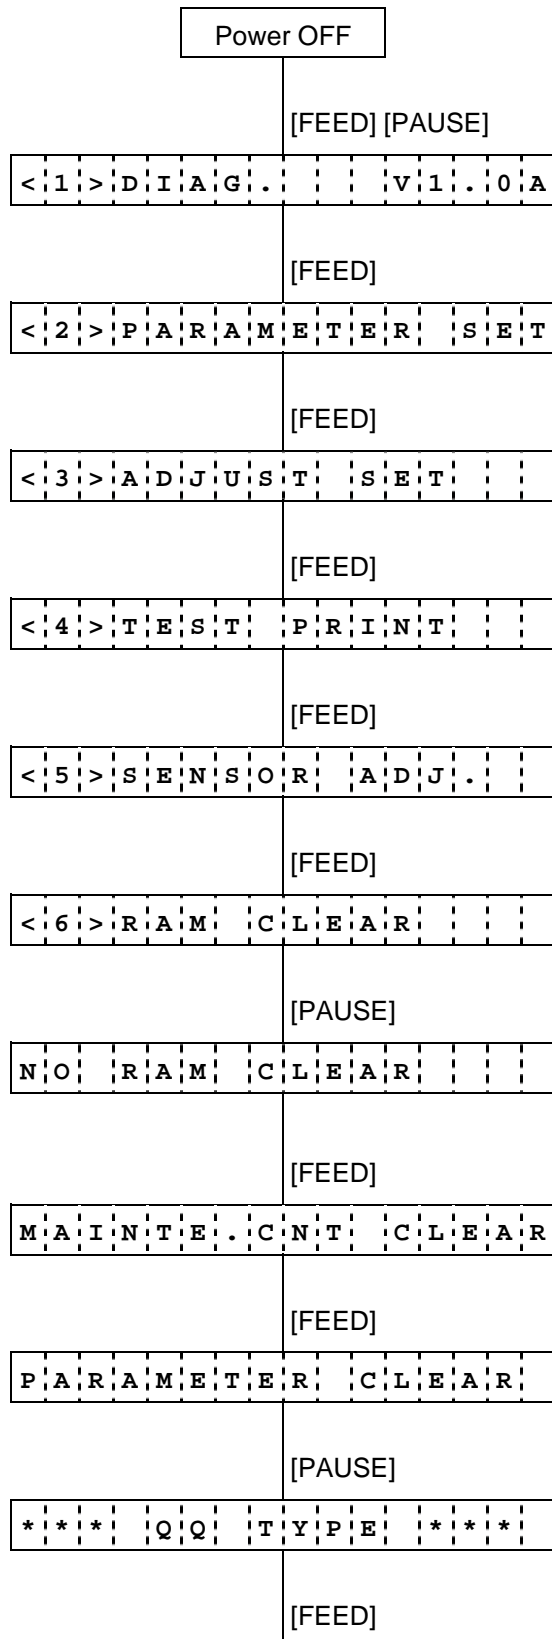 Power OFF
[FEED] [PAUSE]
<1>DIAG.   V1.0A
[FEED]
<2>PARAMETER SET
[FEED]
<3>ADJUST SET
[FEED]
<4>TEST PRINT
[FEED]
<5>SENSOR ADJ.
[FEED]
<6>RAM CLEAR
[PAUSE]
NO RAM CLEAR
[FEED]
MAINTE.CNT CLEAR
[FEED]
PARAMETER CLEAR
[PAUSE]
*** QQ TYPE ***
[FEED]